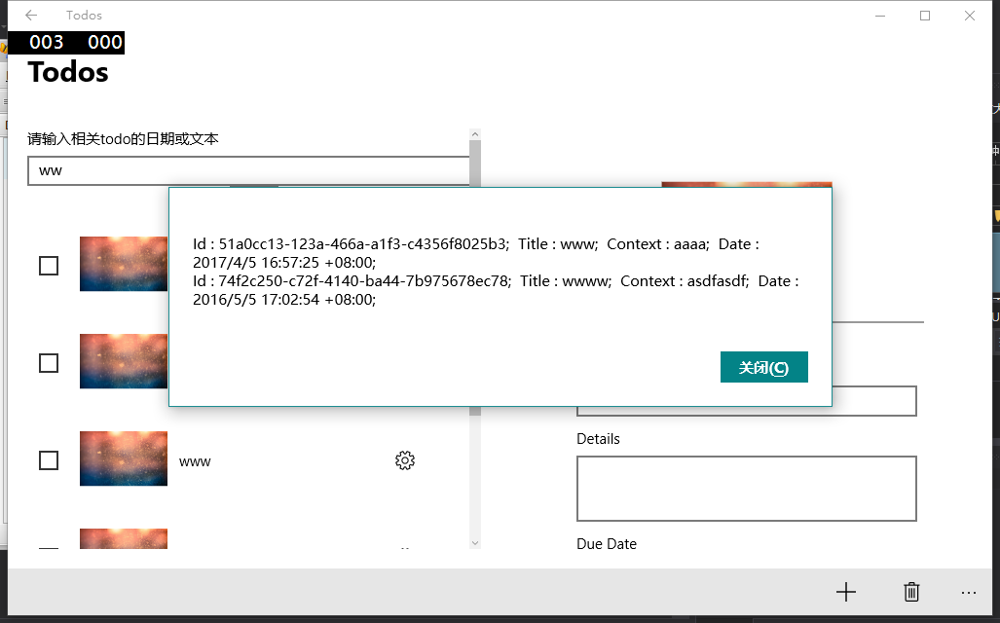 Todos
003 000
Todos
请输入相关todo的日期或文本
ww
Id : 51a0cc13-123a-466a-a1f3-c4356f8025b3; Title : www; Context : aaaa; Date :
2017/4/5 16:57:25 +08:00;
Id : 74f2c250-c72f-4140-ba44-7b975678ec78; Title : wwww; Context : asdfasdf; Date :
2016/5/5 17:02:54 +08:00;
关闭(C)
www
Details
Due Date